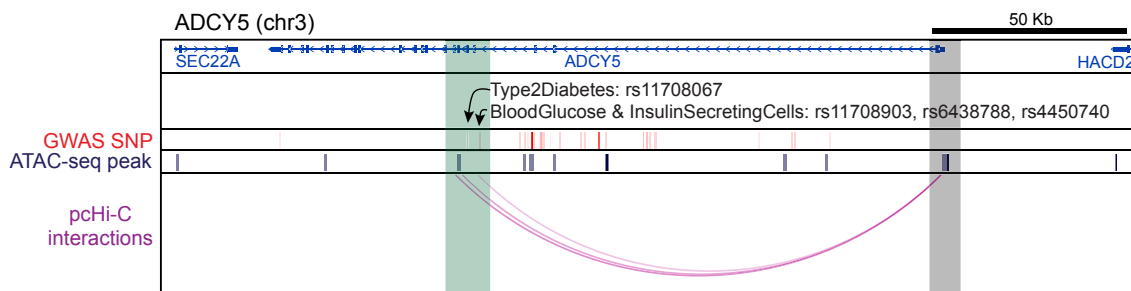 ADCY5 (chr3)
50 Kb
SEC22A
ADCY5
HACD2
Type2Diabetes: rs11708067
BloodGlucose & InsulinSecretingCells: rs11708903, rs6438788, rs4450740
GWAS SNP
ATAC-seq peak
pcHi-C
interactions